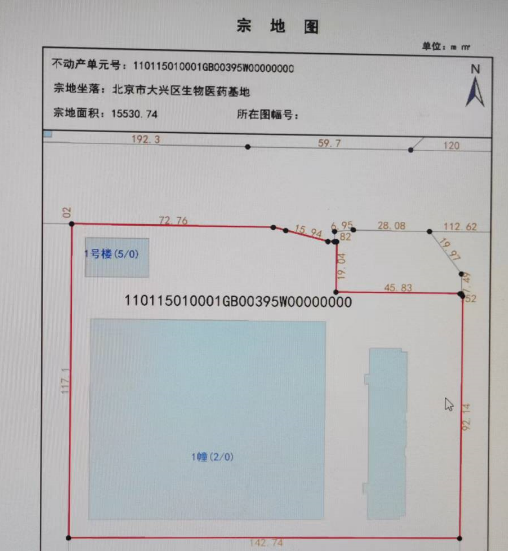 宗 地 图
单位：m ㎡
不动产单元号：110115010001GB00395W00000000
N
宗地坐落：北京市大兴区生物医药基地
宗地面积：15530.74 所在图幅号：
192.3 59.7 120
02 72.76 15.94 6.95 28.08 112.62
82 19.97
1号楼(5/0)
19.04 45.83 7.49
52
110115010001GB00395W00000000
117.1
92.14
1幢(2/0)
142.74